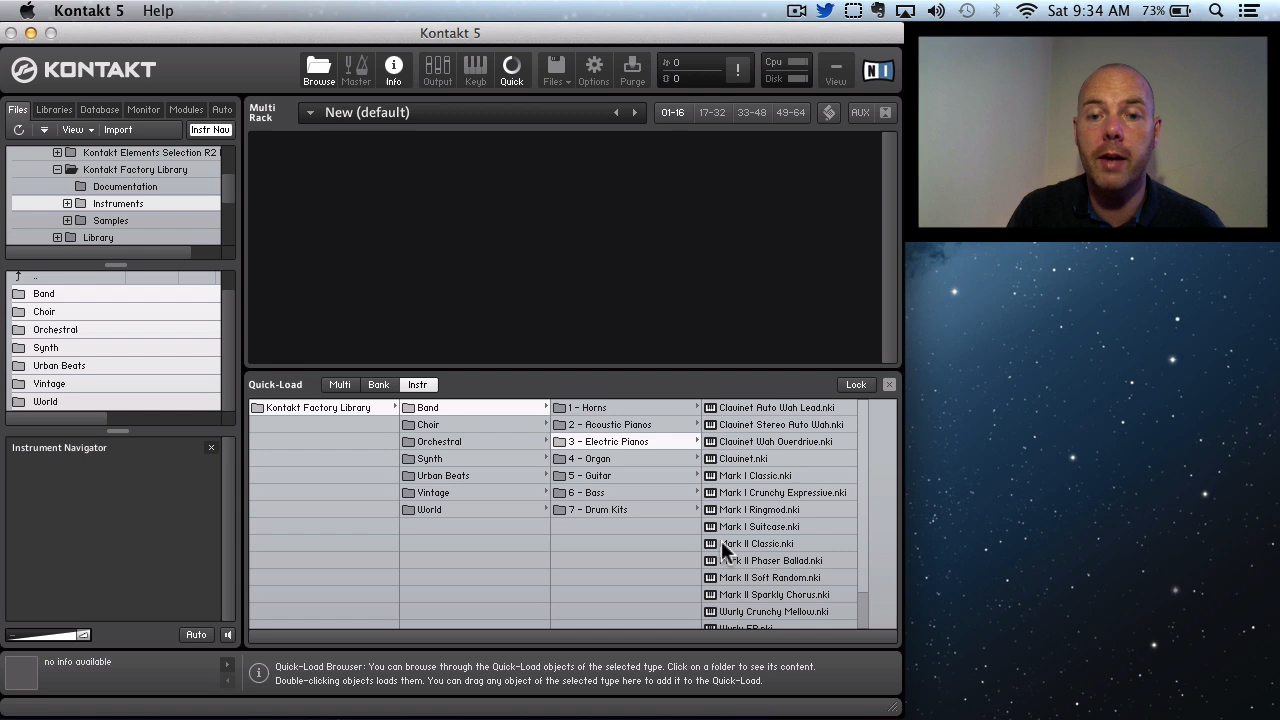 Kontakt 5 Help Sat 9:34 AM 73%
Kontakt 5
KONTAKT Browse Master Info Output Keyb Quick Files Options Purge 0 0 ! Cpu Disk View NI
Files Libraries Database Monitor Modules Auto
View Import Instr Nav
Kontakt Elements Selection R2
Kontakt Factory Library
Documentation
Instruments
Samples
Library
..
Band
Choir
Orchestral
Synth
Urban Beats
Vintage
World
Instrument Navigator
Auto
no info available
Multi Rack New (default) 01-16 17-32 33-48 49-64 AUX
Quick-Load Multi Bank Instr Lock
Kontakt Factory Library
Band
Choir
Orchestral
Synth
Urban Beats
Vintage
World
1 - Horns
2 - Acoustic Pianos
3 - Electric Pianos
4 - Organ
5 - Guitar
6 - Bass
7 - Drum Kits
Clavinet Auto Wah Lead.nki
Clavinet Stereo Auto Wah.nki
Clavinet Wah Overdrive.nki
Clavinet.nki
Mark I Classic.nki
Mark I Crunchy Expressive.nki
Mark I Ringmod.nki
Mark I Suitcase.nki
Mark II Classic.nki
Mark II Phaser Ballad.nki
Mark II Soft Random.nki
Mark II Sparkly Chorus.nki
Wurly Crunchy Mellow.nki
Wurly EP.nki
Quick-Load Browser: You can browse through the Quick-Load objects of the selected type. Click on a folder to see its content.
Double-clicking objects loads them. You can drag any object of the selected type here to add it to the Quick-Load.